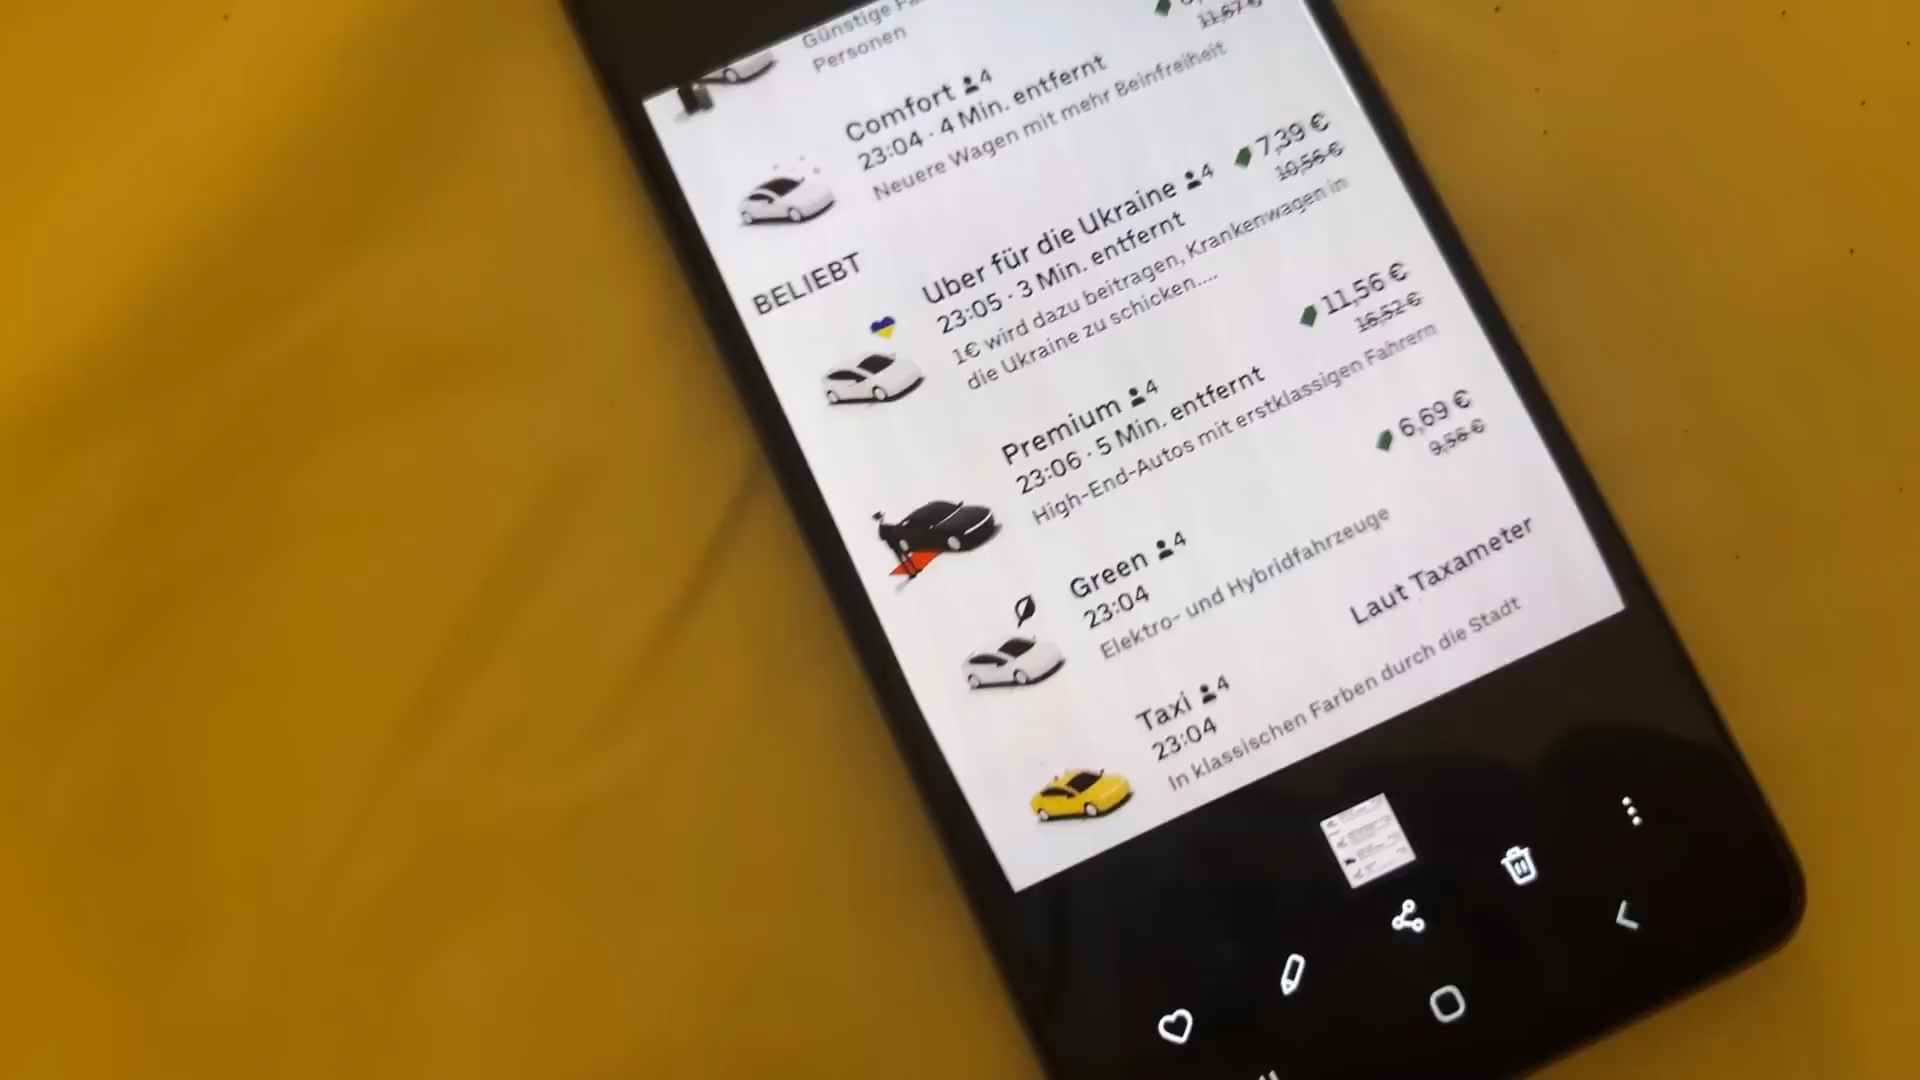 Günstige
Personen
11,67 €
Comfort 4
23:04 · 4 Min. entfernt
Neuere Wagen mit mehr Beinfreiheit
BELIEBT
Uber für die Ukraine 4
7,39 €
10,56 €
23:05 · 3 Min. entfernt
1€ wird dazu beitragen, Krankenwagen in
die Ukraine zu schicken....
Premium 4
11,56 €
16,52 €
23:06 · 5 Min. entfernt
High-End-Autos mit erstklassigen Fahrern
Green 4
6,69 €
9,56 €
23:04
Elektro- und Hybridfahrzeuge
Taxi 4
Laut Taxameter
23:04
In klassischen Farben durch die Stadt